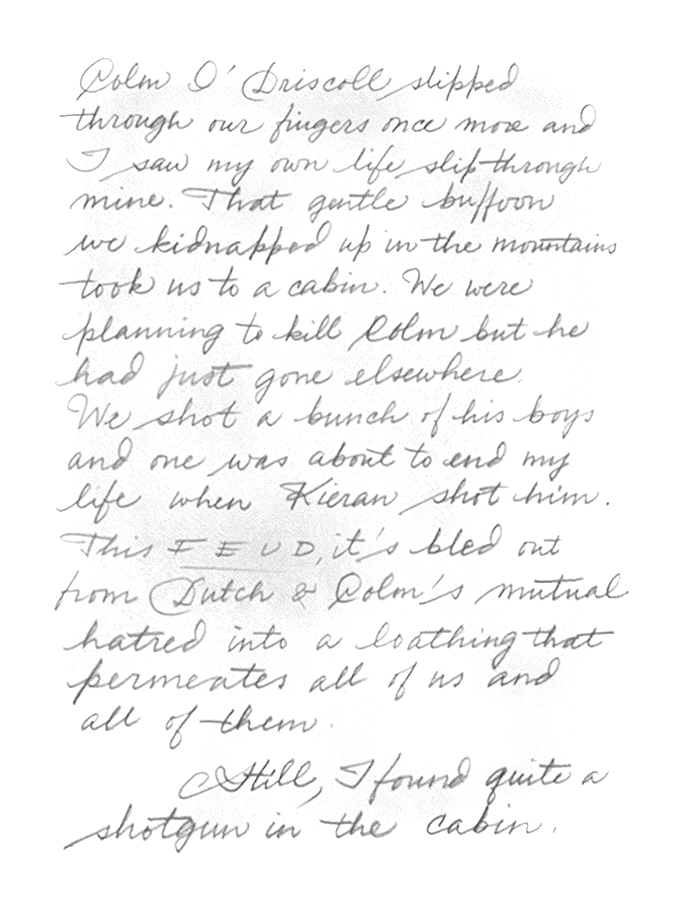 Colm O'Driscoll slipped
through our fingers once more and
I saw my own life slip through
mine. That gentle buffoon
we kidnapped up in the mountains
took us to a cabin. We were
planning to kill Colm but he
had just gone elsewhere.
We shot a bunch of his boys
and one was about to end my
life when Kieran shot him.
This FEUD, it's bled out
from Dutch & Colm's mutual
hatred into a loathing that
permeates all of us and
all of them.
Still, I found quite a
shotgun in the cabin.